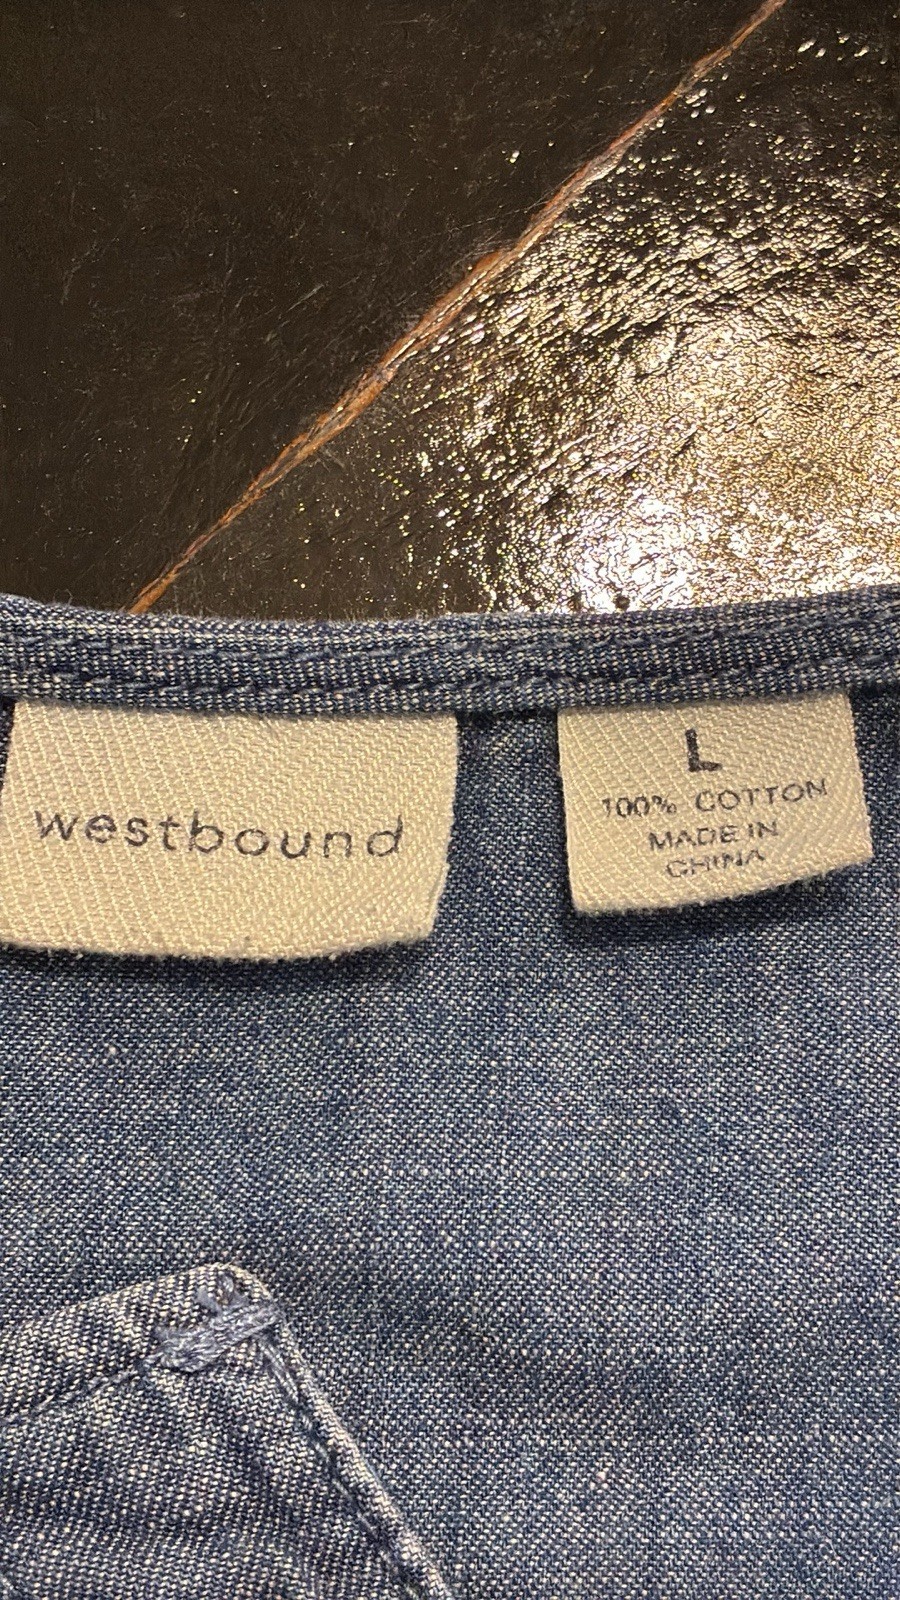 westbound
L
100% COTTON
MADE IN
CHINA